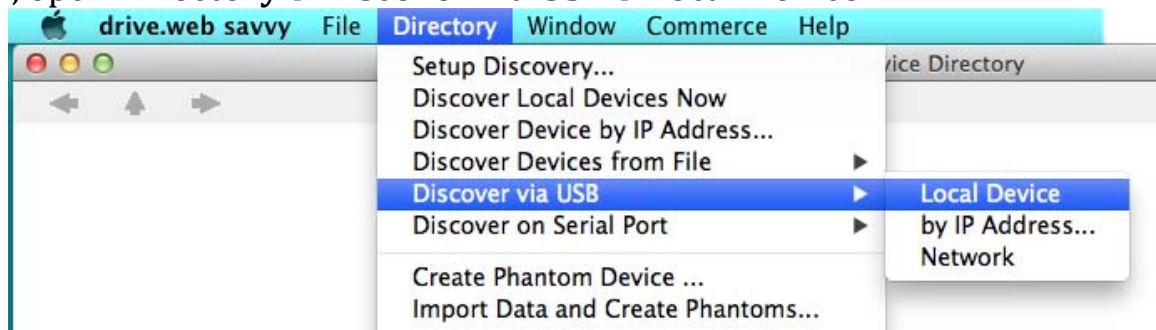 drive.web savvy File Directory Window Commerce Help
Setup Discovery...
vice Directory
Discover Local Devices Now
Discover Device by IP Address...
Discover Devices from File
Discover via USB
Local Device
Discover on Serial Port
by IP Address...
Network
Create Phantom Device ...
Import Data and Create Phantoms...